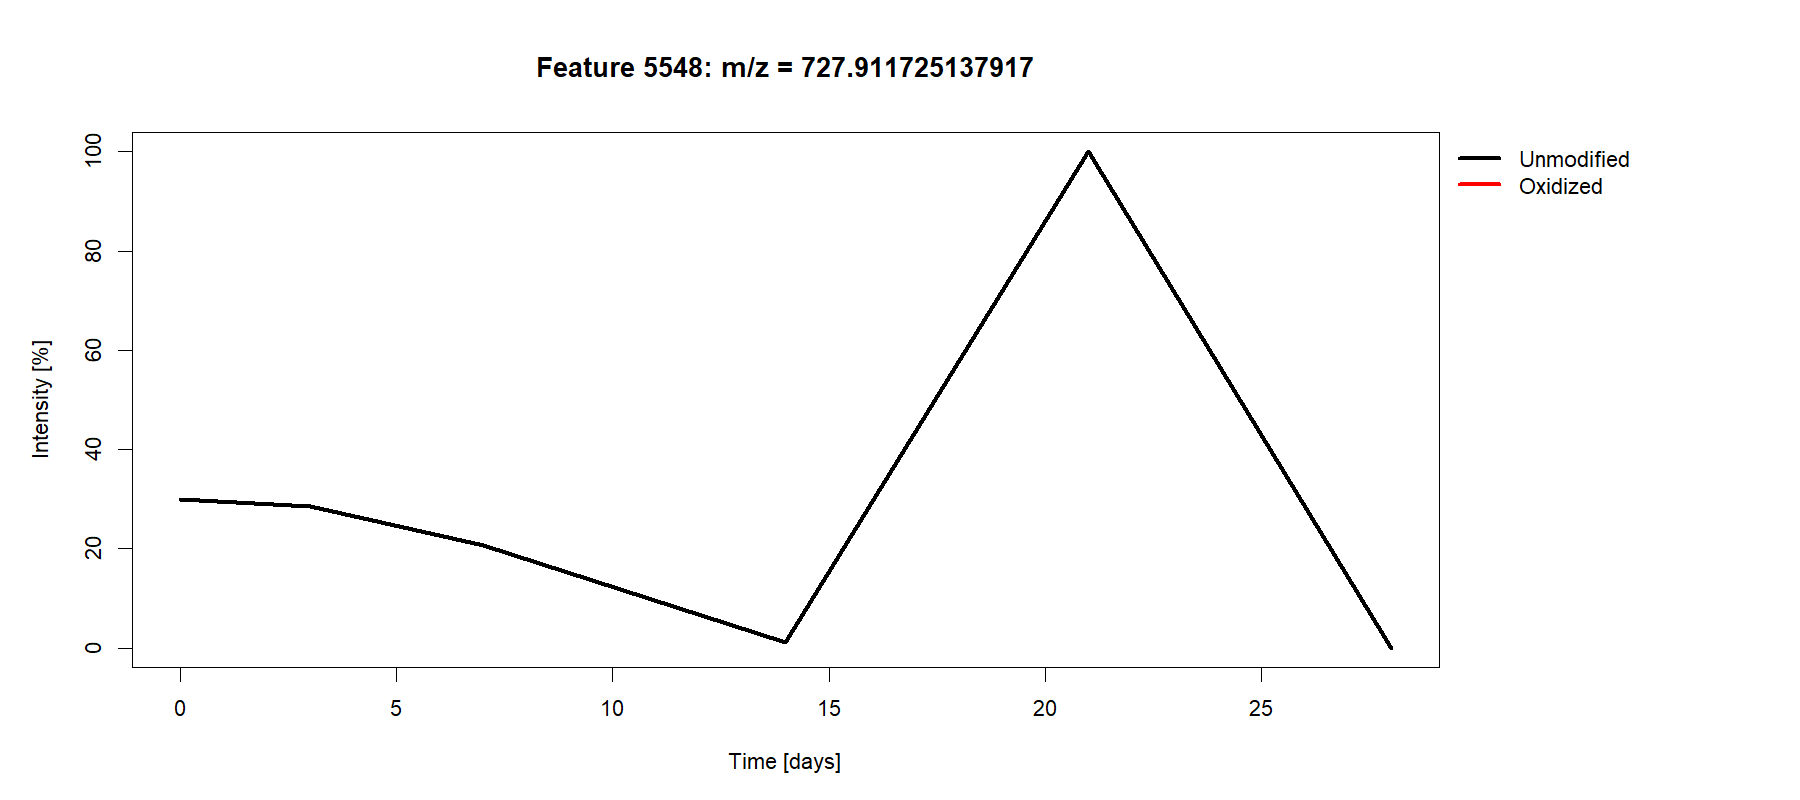 Feature 5548: m/z = 727.911725137917
Unmodified
Oxidized
Intensity [%]
100
80
60
40
20
0
0 5 10 15 20 25
Time [days]